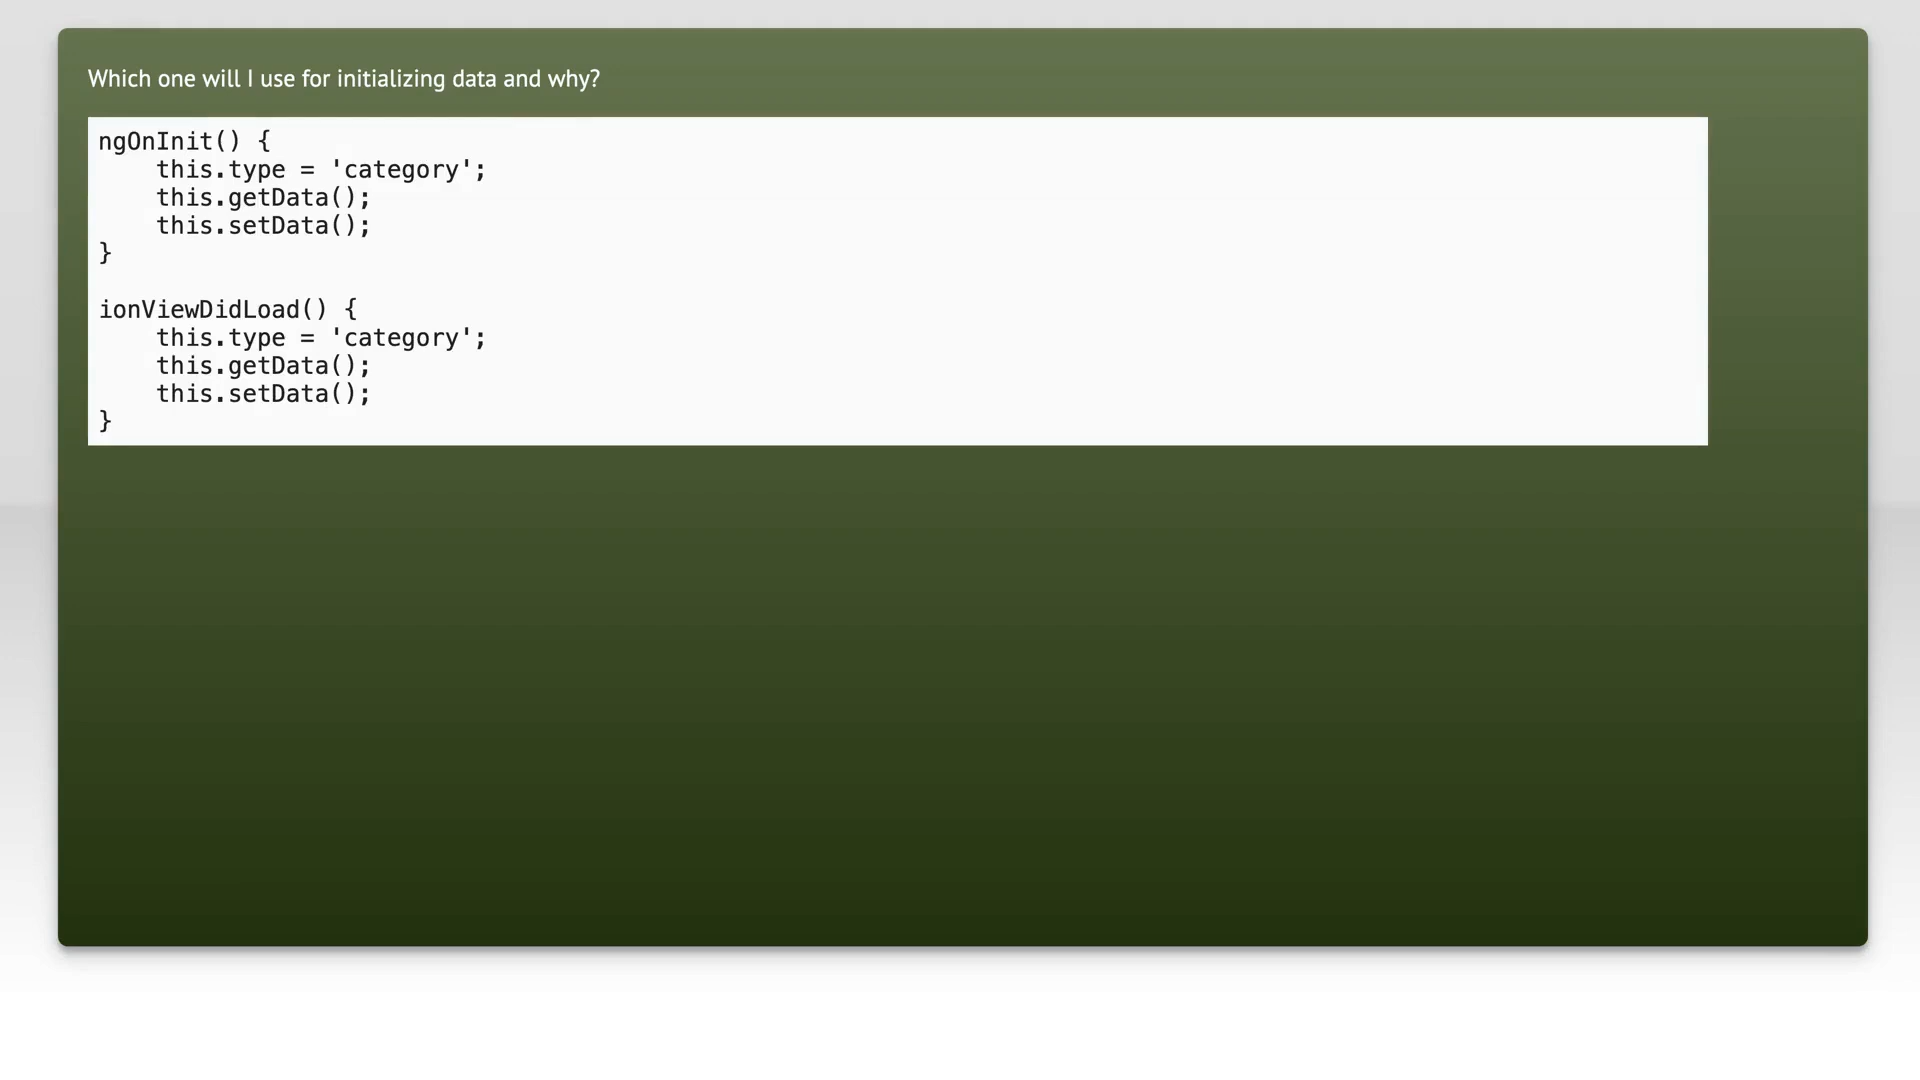 Which one will I use for initializing data and why?
ngOnInit() {
    this.type = 'category';
    this.getData();
    this.setData();
}

ionViewDidLoad() {
    this.type = 'category';
    this.getData();
    this.setData();
}